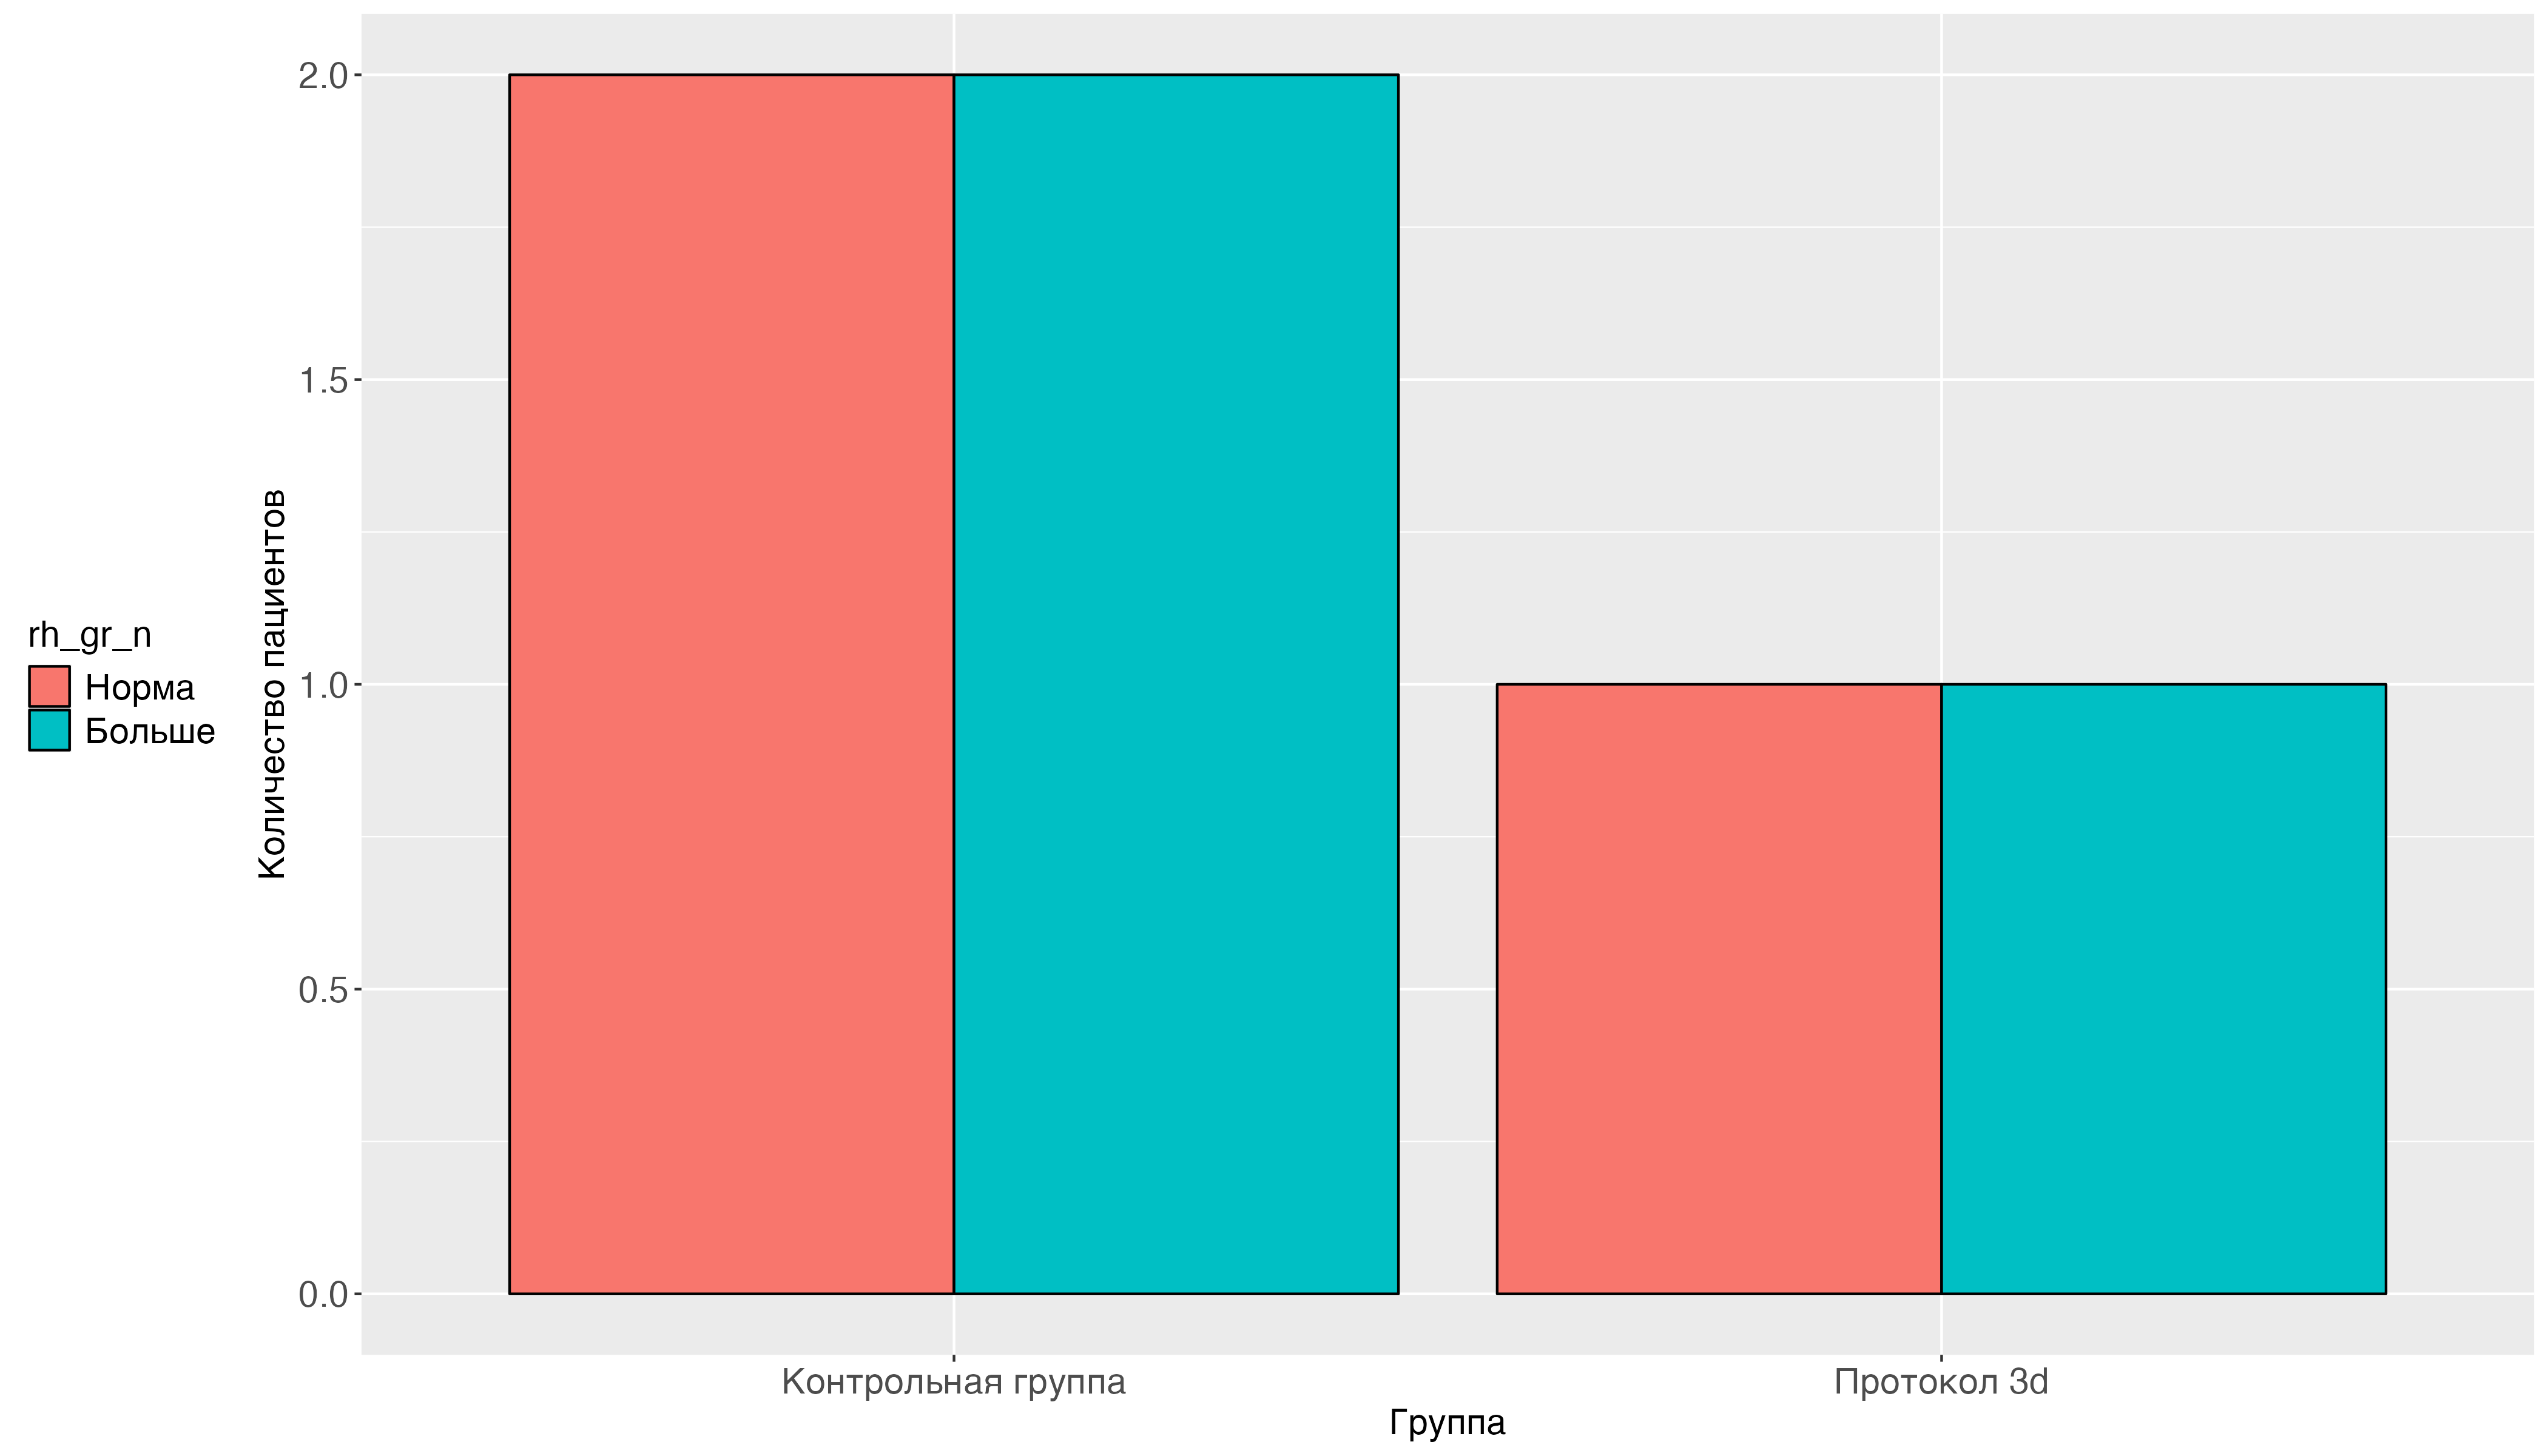 rh_gr_n
Норма
Больше
Количество пациентов
2.0
1.5
1.0
0.5
0.0
Контрольная группа
Протокол 3d
Группа